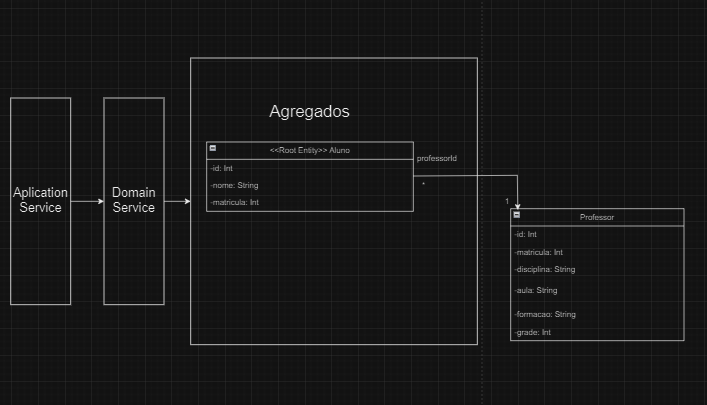 Agregados
Aplication
Service
Domain
Service
<<Root Entity>> Aluno
-id: Int
-nome: String
-matricula: Int
professorId
*
1
Professor
-id: Int
-matricula: Int
-disciplina: String
-aula: String
-formacao: String
-grade: Int